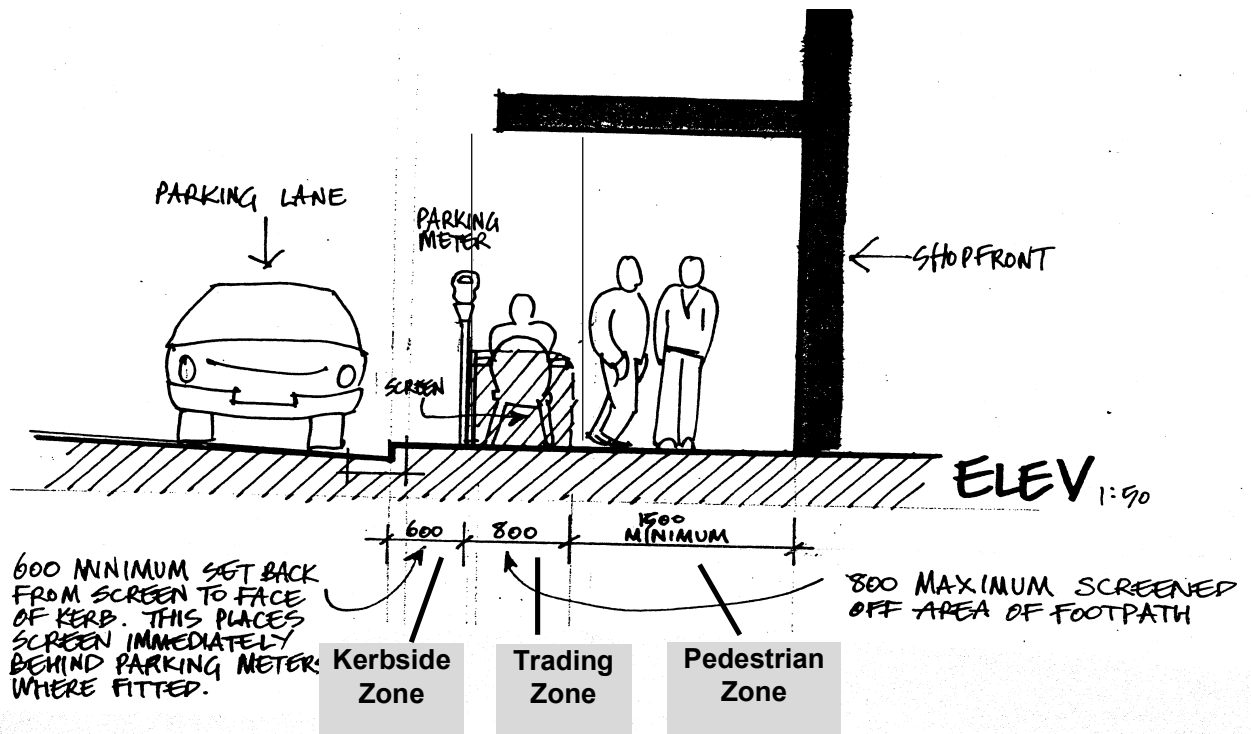 PARKING LANE
PARKING
METER
SHOPFRONT
SCREEN
ELEV 1:50
600
800
1500
MINIMUM
600 MINIMUM SET BACK
FROM SCREEN TO FACE
OF KERB. THIS PLACES
SCREEN IMMEDIATELY
BEHIND PARKING METERS
WHERE FITTED.
800 MAXIMUM SCREENED
OFF AREA OF FOOTPATH
Kerbside
Zone
Trading
Zone
Pedestrian
Zone